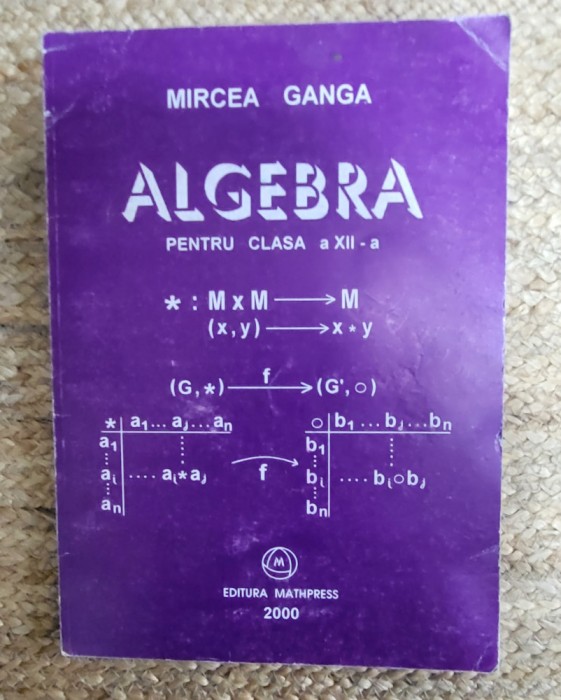 MIRCEA GANGA
ALGEBRA
PENTRU CLASA a XII - a
* : M x M ⟶ M
(x, y) ⟶ x * y
f
(G, *) ⟶ (G', ○)
* a₁ ... aⱼ ... aₙ
a₁
aᵢ .... aᵢ*aⱼ
aₙ
f
○ b₁ ... bⱼ ... bₙ
b₁
bᵢ .... bᵢ○bⱼ
bₙ
M
EDITURA MATHPRESS
2000